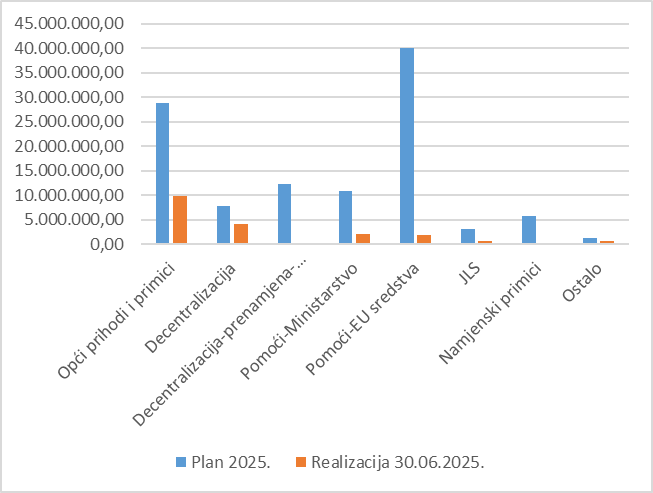 45.000.000,00
40.000.000,00
35.000.000,00
30.000.000,00
25.000.000,00
20.000.000,00
15.000.000,00
10.000.000,00
5.000.000,00
0,00
Opći prihodi i primici
Decentralizacija
Decentralizacija-prenamjena-...
Pomoći-Ministarstvo
Pomoći-EU sredstva
JLS
Namjenski primici
Ostalo
Plan 2025.
Realizacija 30.06.2025.